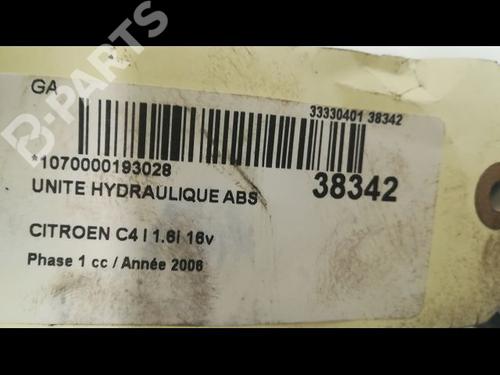 B-PARTS
GA
33330401 38342
*1070000193028
38342
UNITE HYDRAULIQUE ABS
CITROEN C4 I 1.6i 16v
Phase 1 cc / Année 2006